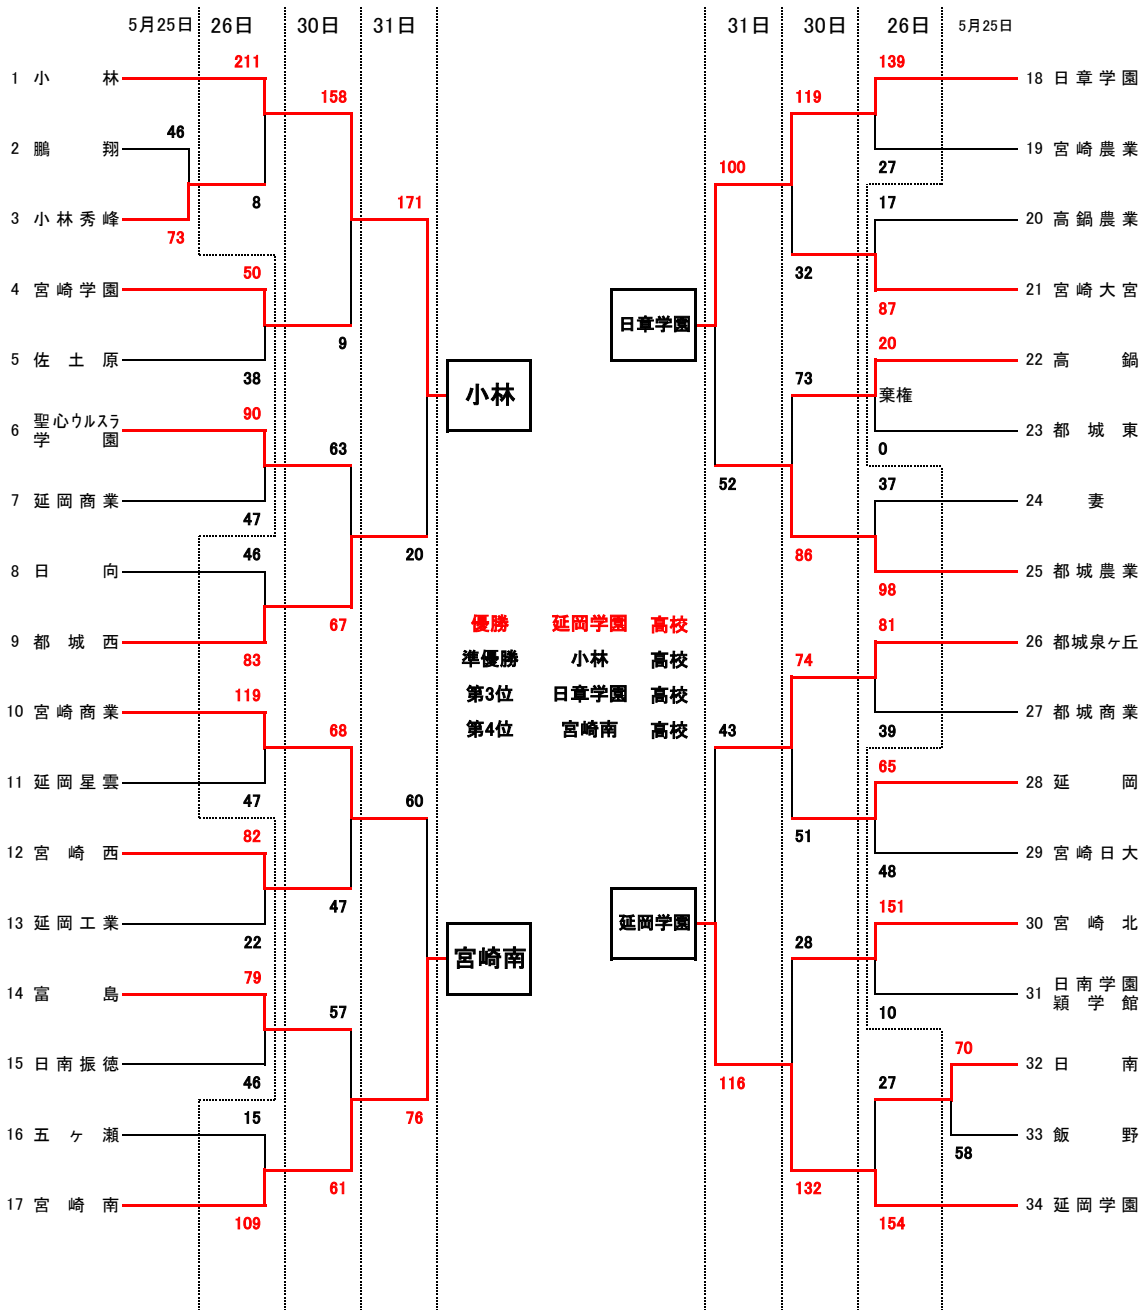 5月25日 26日 30日 31日
31日 30日 26日 5月25日
211
1 小林
158
46
2 鵬翔
8
171
3 小林秀峰
73
50
4 宮崎学園
9
5 佐土原
38
小林
90
6 聖心ウルスラ
学園
63
7 延岡商業
47
46
20
8 日向
67
9 都城西
83
119
10 宮崎商業
68
11 延岡星雲
47
60
82
12 宮崎西
47
13 延岡工業
22
宮崎南
79
14 富島
57
15 日南振徳
46
76
15
16 五ヶ瀬
61
17 宮崎南
109
優勝 延岡学園 高校
準優勝 小林 高校
第3位 日章学園 高校
第4位 宮崎南 高校
139
18 日章学園
119
19 宮崎農業
27
100
17
20 高鍋農業
32
21 宮崎大宮
87
日章学園
20
22 高鍋
73
棄権
23 都城東
0
52
37
24 妻
86
25 都城農業
98
81
26 都城泉ヶ丘
74
27 都城商業
39
43
65
28 延岡
51
29 宮崎日大
48
延岡学園
151
30 宮崎北
28
31 日南学園
穎学館
10
70
32 日南
116
27
33 飯野
58
132
34 延岡学園
154